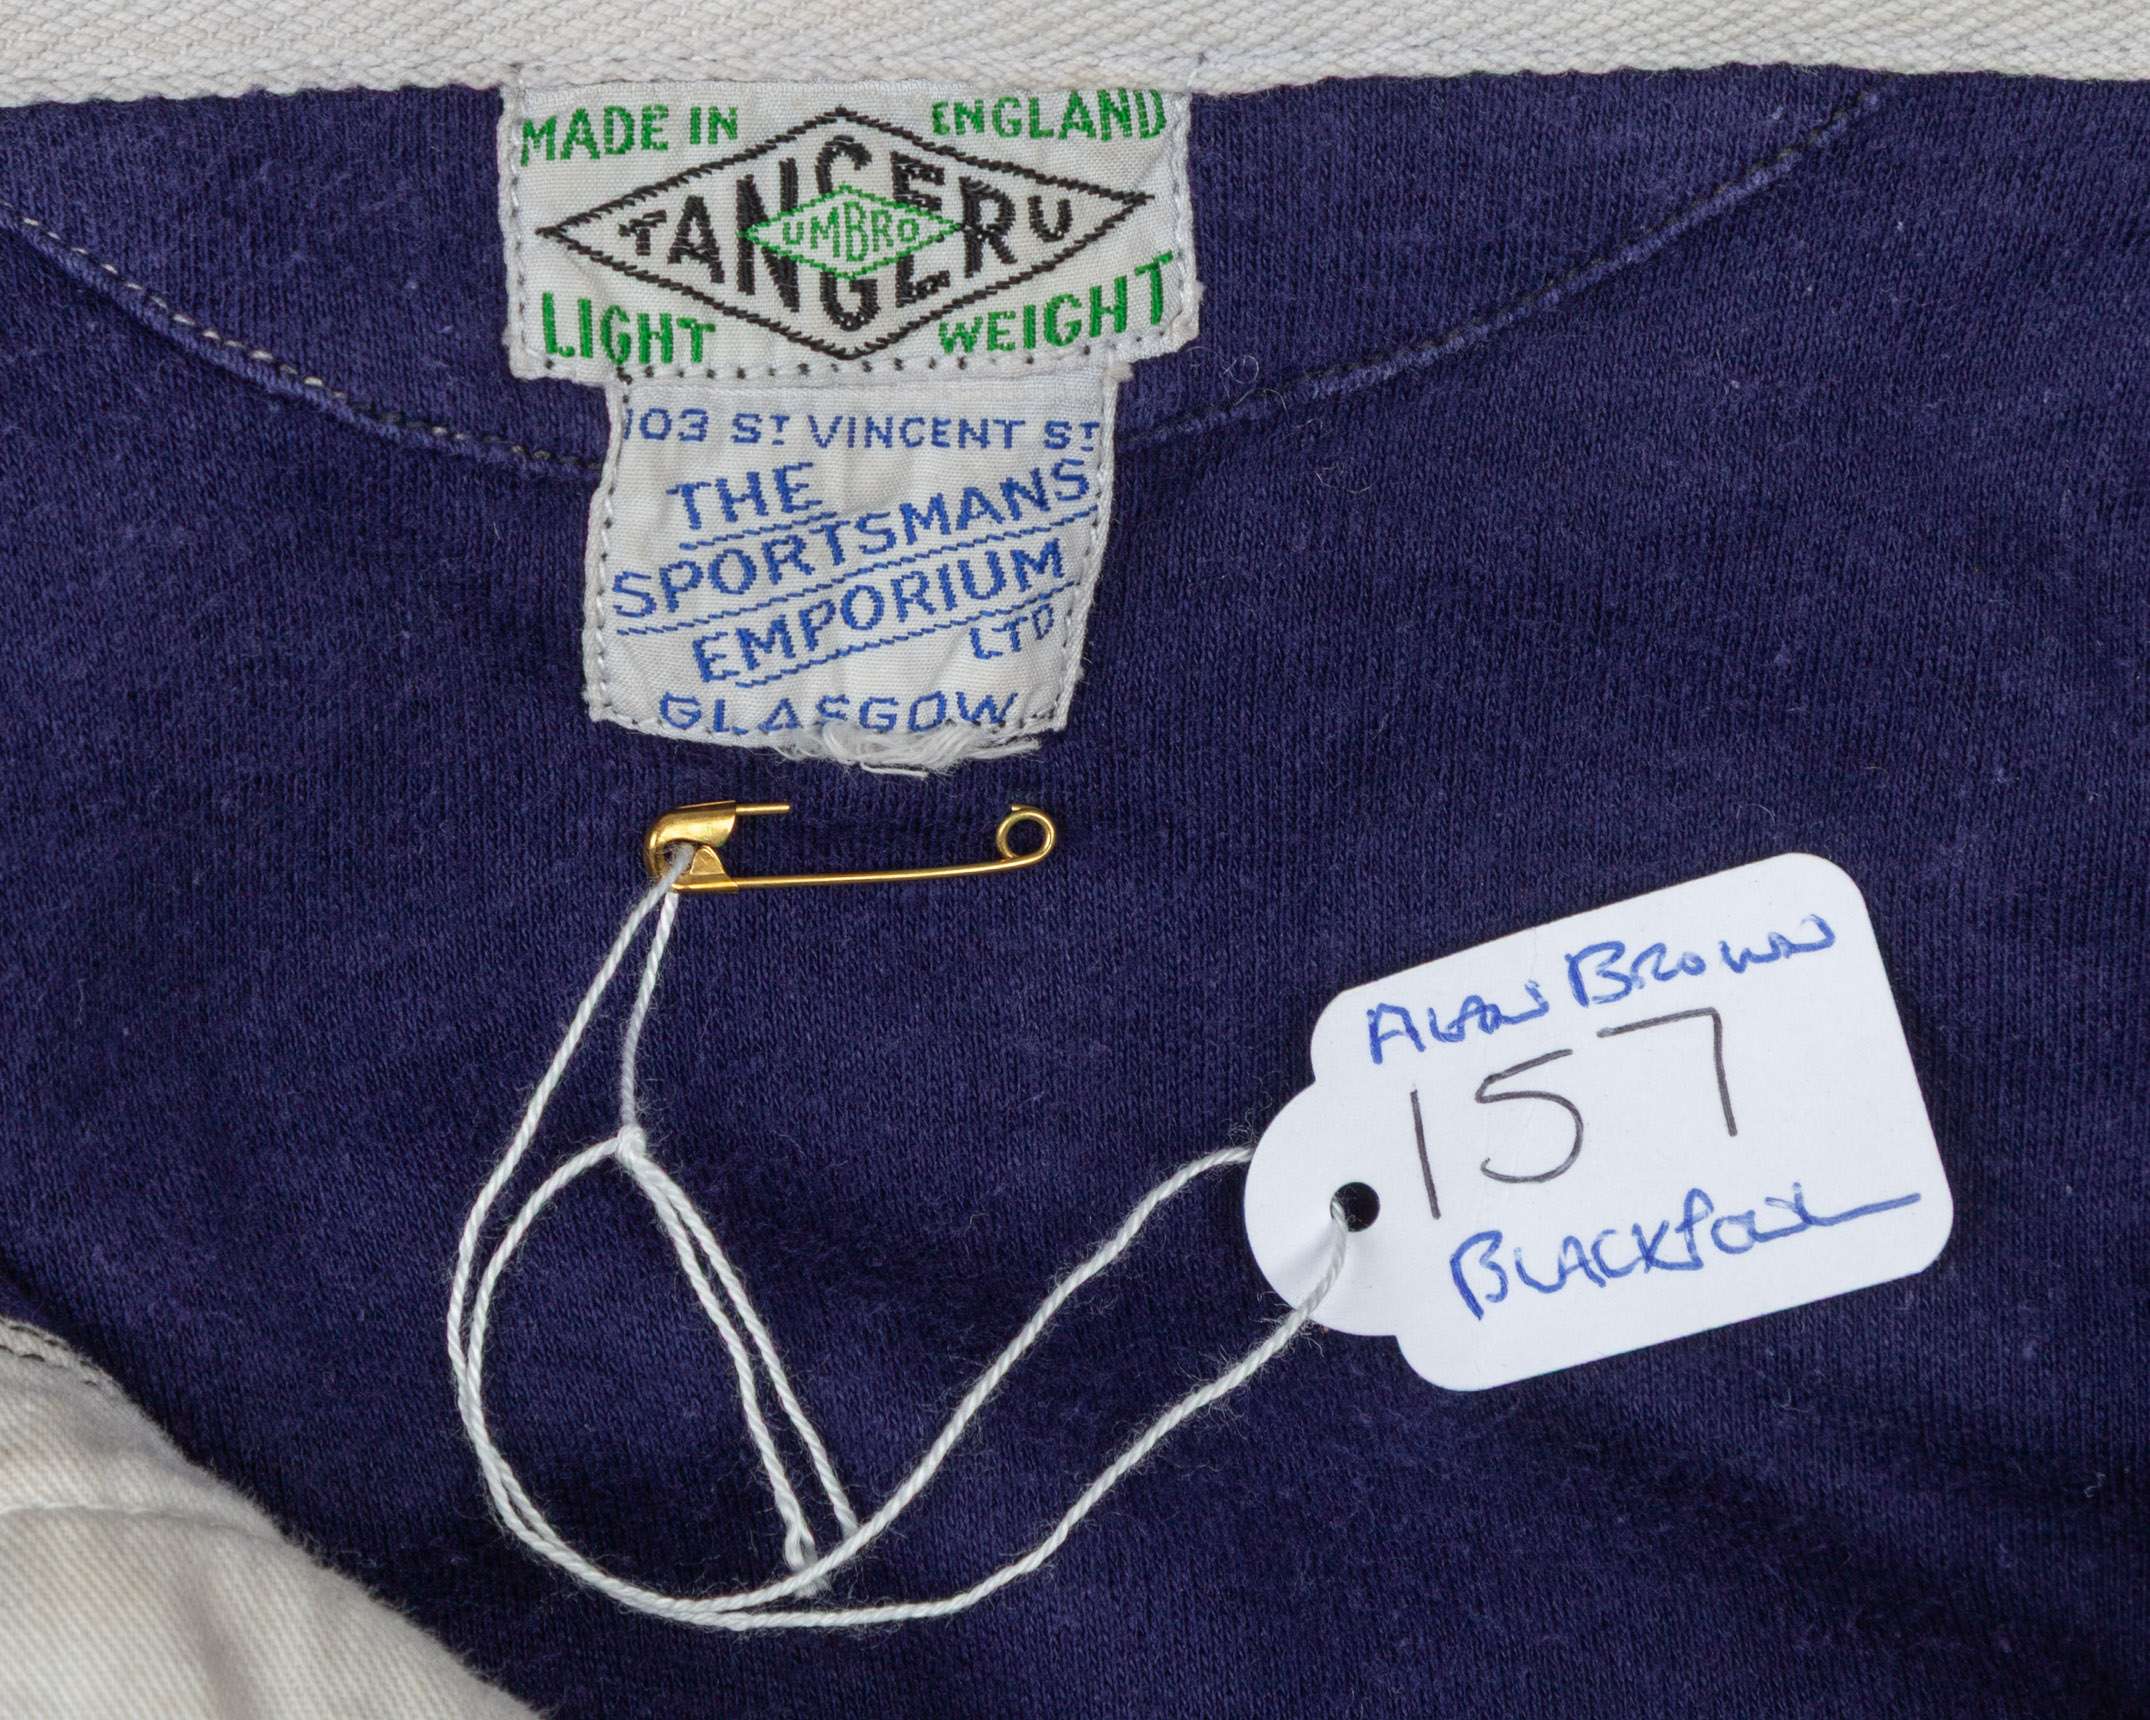 MADE IN ENGLAND
TANGERU
UMBRO
LIGHT WEIGHT
103 ST VINCENT ST
THE
SPORTSMANS
EMPORIUM
LTD
GLASGOW
Alan Brown
157
BLACKPOOL